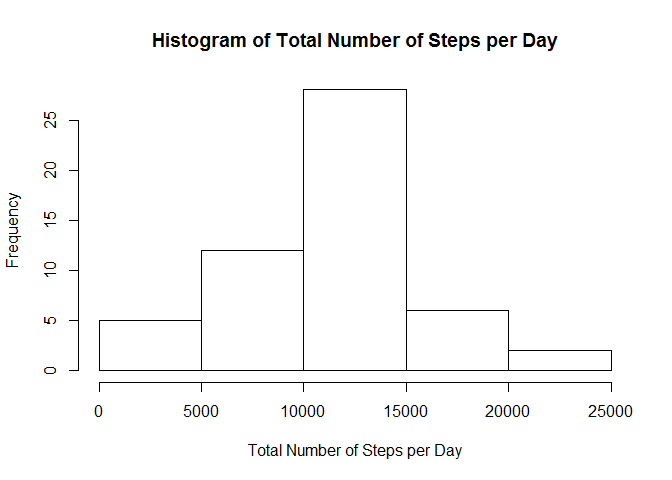 Histogram of Total Number of Steps per Day
Frequency
25
20
15
10
5
0
0 5000 10000 15000 20000 25000
Total Number of Steps per Day